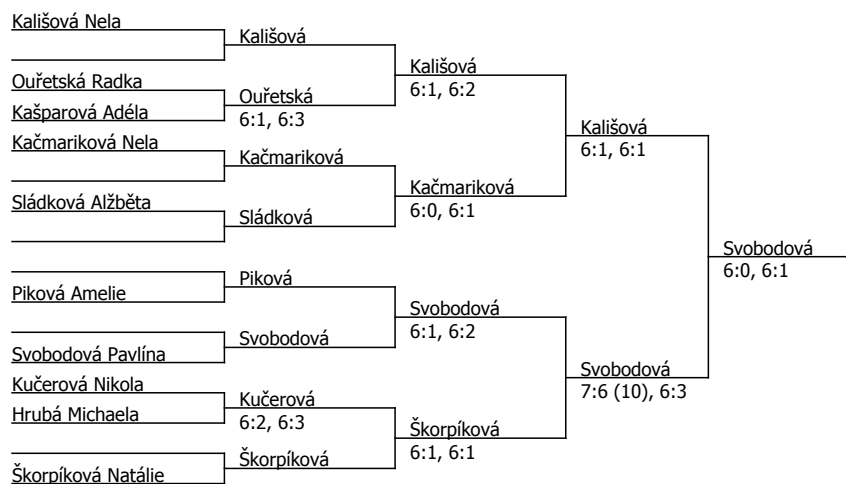 Kališová Nela
Kališová
Kališová
6:1, 6:2
Ouřetská Radka
Ouřetská
6:1, 6:3
Kašparová Adéla
Kališová
6:1, 6:1
Kačmariková Nela
Kačmariková
Kačmariková
6:0, 6:1
Sládková Alžběta
Sládková
Svobodová
6:0, 6:1
Piková
Piková Amelie
Svobodová
6:1, 6:2
Svobodová
Svobodová Pavlína
Svobodová
7:6 (10), 6:3
Kučerová Nikola
Kučerová
6:2, 6:3
Hrubá Michaela
Škorpíková
6:1, 6:1
Škorpíková
Škorpíková Natálie